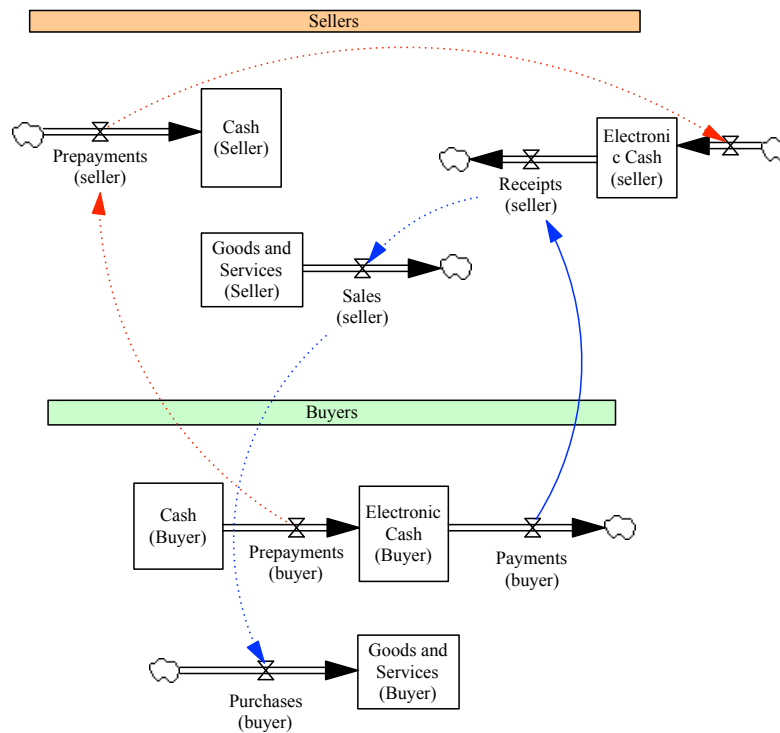 Sellers
Cash
(Seller)
Prepayments
(seller)
Electroni
c Cash
(seller)
Receipts
(seller)
Goods and
Services
(Seller)
Sales
(seller)
Buyers
Cash
(Buyer)
Prepayments
(buyer)
Electronic
Cash
(Buyer)
Payments
(buyer)
Goods and
Services
(Buyer)
Purchases
(buyer)